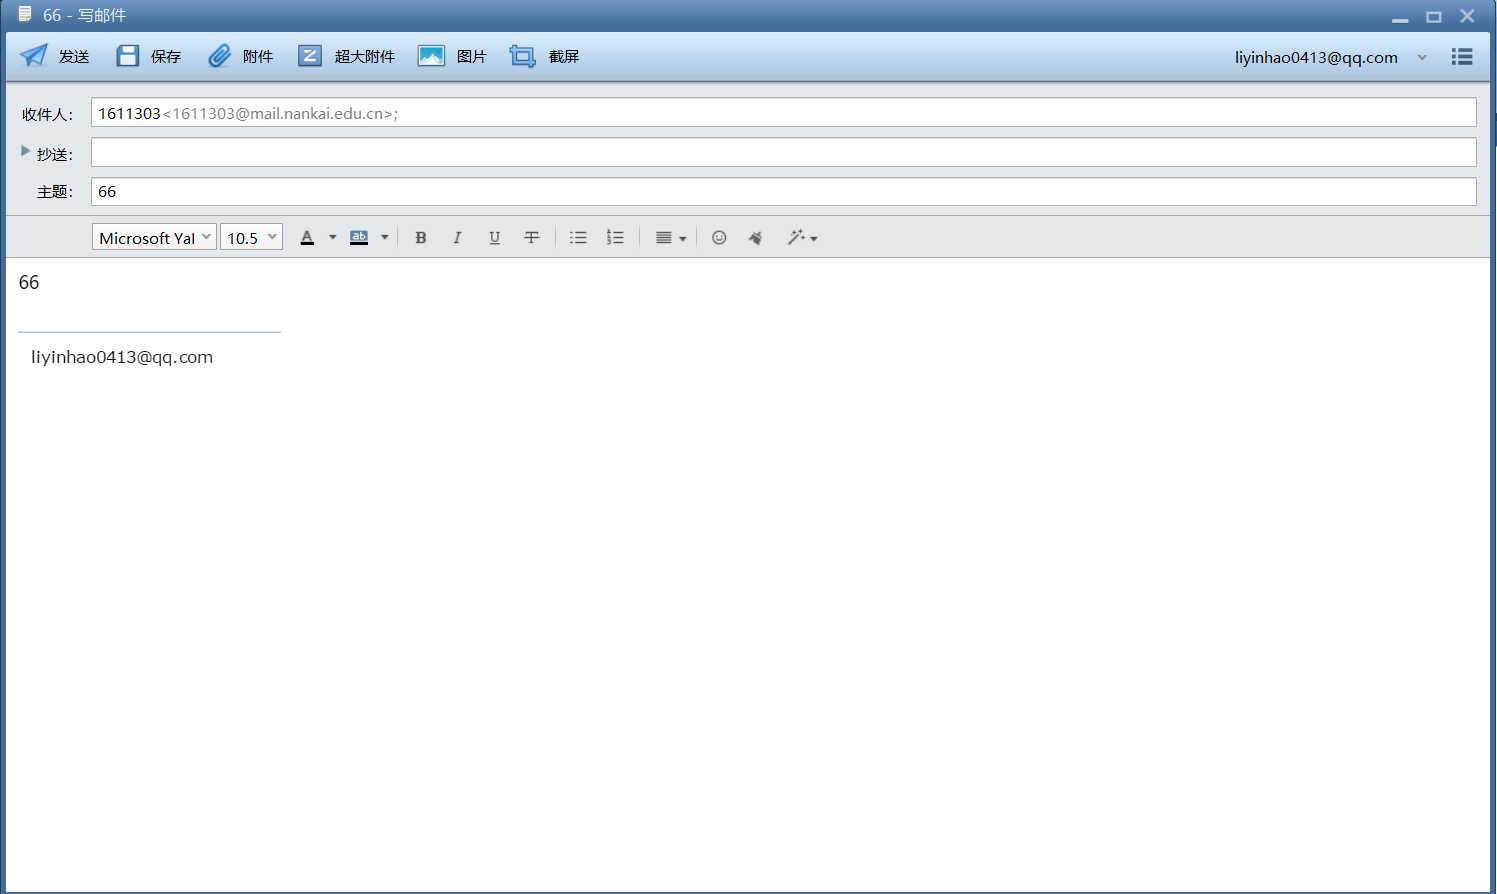 66 - 写邮件
发送 保存 附件 超大附件 图片 截屏 liyinhao0413@qq.com
收件人: 1611303<1611303@mail.nankai.edu.cn>;
抄送:
主题: 66
Microsoft Yal 10.5 A ab B I U T
66
liyinhao0413@qq.com